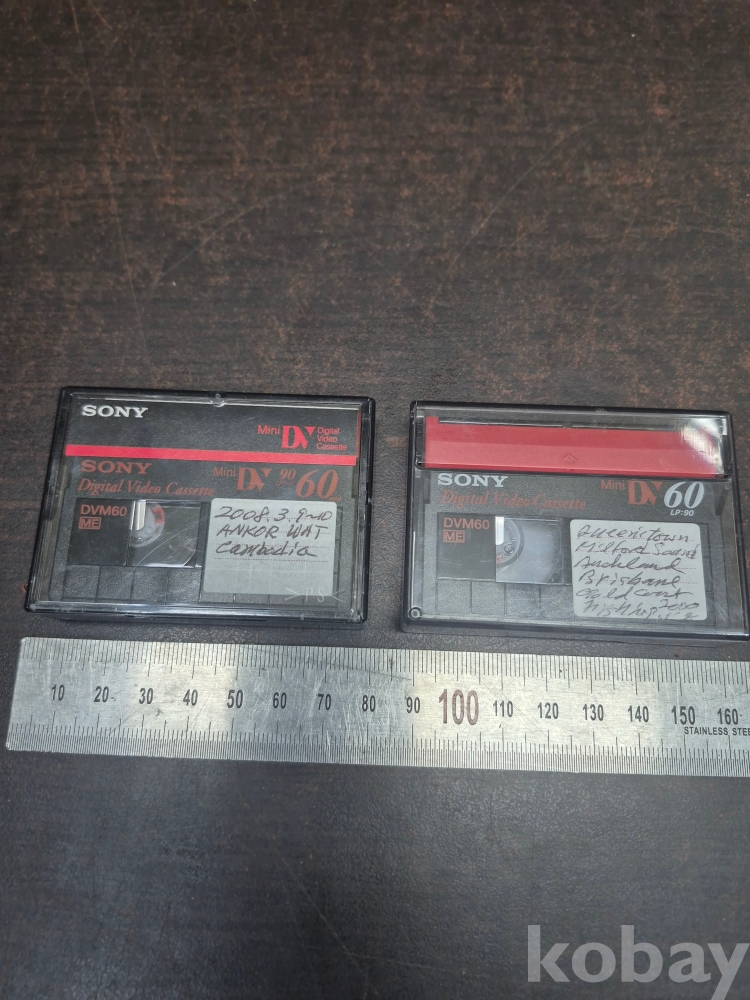 SONY
Mini DV Digital Video Cassette
SONY
Mini DV 90 60
Digital Video Cassette
DVM60
ME
2008.3.9~10
ANKOR WAT
Cambodia
SONY
Mini DV 60
LP:90
Digital Video Cassette
DVM60
ME
Queenstown
Milford Sound
Auckland
Brisbane
Gold coast
2000
10 20 30 40 50 60 70 80 90 100 110 120 130 140 150 160
STAINLESS STEE
kobay